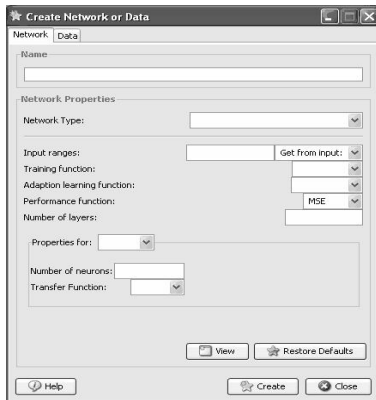 Create Network or Data
Network Data
Name
Network Properties
Network Type:
Input ranges: Get from input:
Training function:
Adaption learning function:
Performance function: MSE
Number of layers:
Properties for:
Number of neurons:
Transfer Function:
View Restore Defaults
Help Create Close